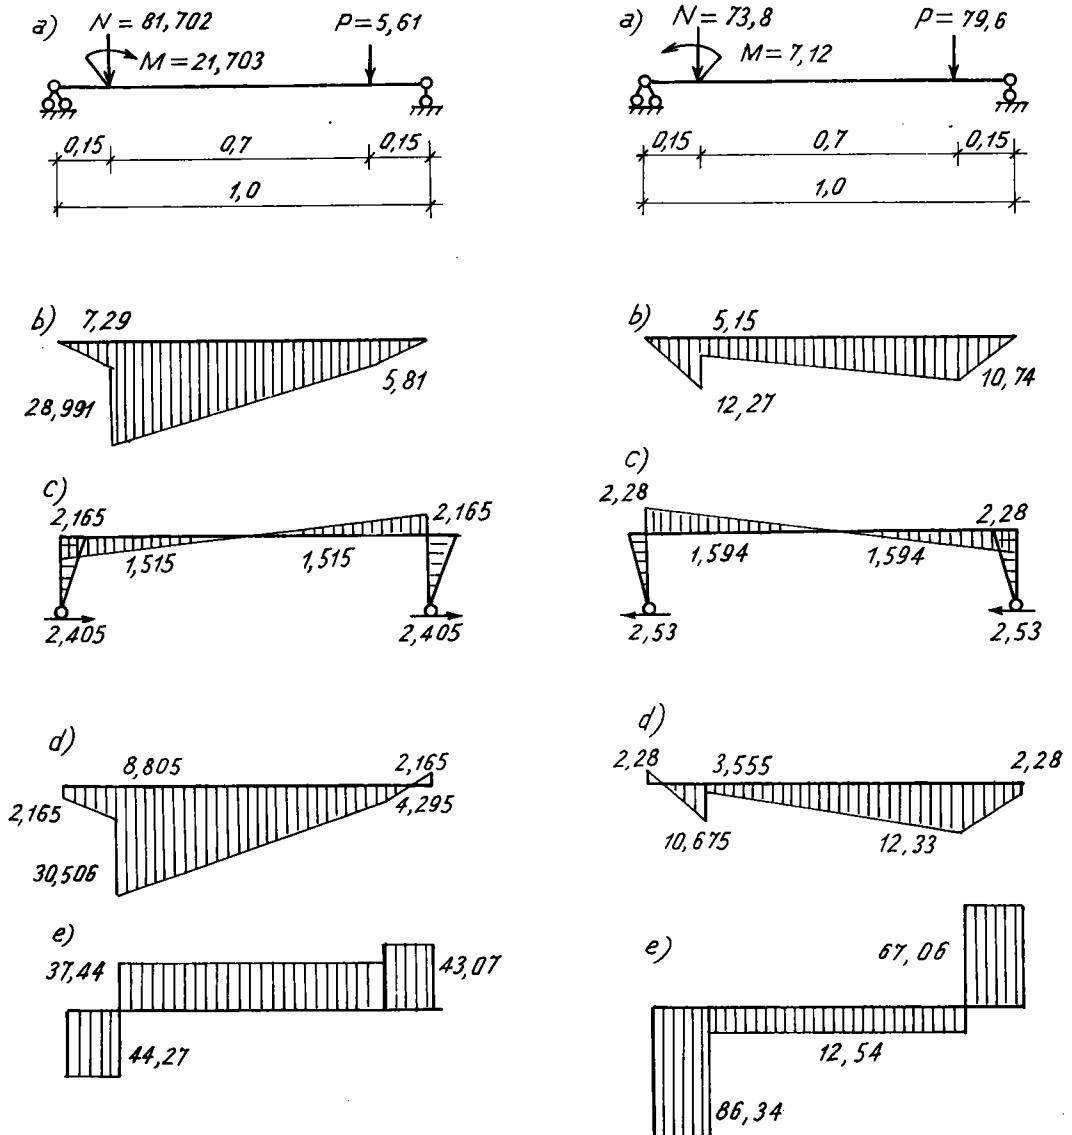 a)
N = 81,702
P = 5,61
M = 21,703
0,15
0,7
0,15
1,0
b)
7,29
5,81
28,991
c)
2,165
2,165
1,515
1,515
2,405
2,405
d)
8,805
2,165
2,165
4,295
30,506
e)
37,44
43,07
44,27
a)
N = 73,8
P = 79,6
M = 7,12
0,15
0,7
0,15
1,0
b)
5,15
10,74
12,27
c)
2,28
2,28
1,594
1,594
2,53
2,53
d)
2,28
3,555
2,28
10,675
12,33
e)
67,06
12,54
86,34